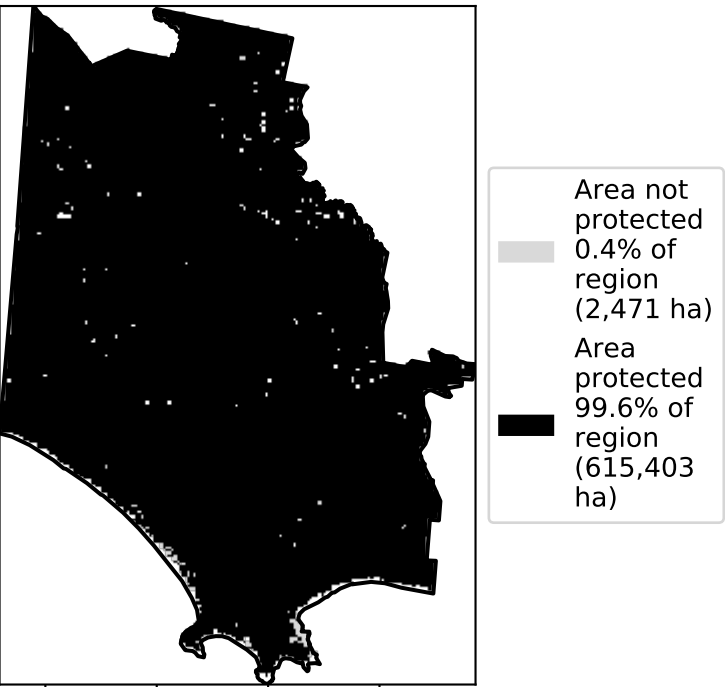 Area not
protected
0.4% of
region
(2,471 ha)
Area
protected
99.6% of
region
(615,403
ha)